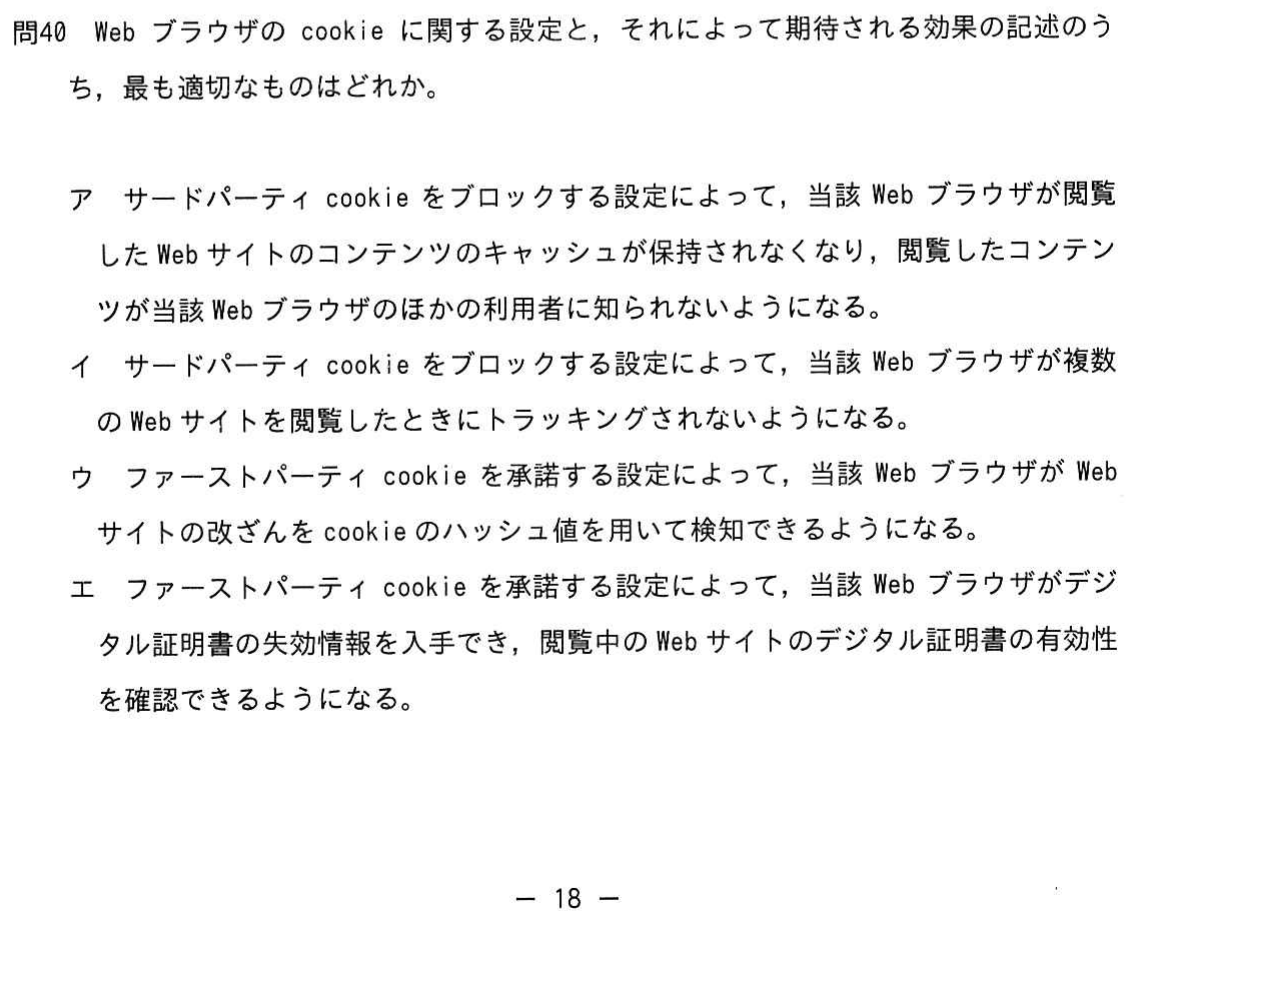 問40　Web ブラウザの cookie に関する設定と，それによって期待される効果の記述のう
ち，最も適切なものはどれか。
ア　サードパーティ cookie をブロックする設定によって，当該 Web ブラウザが閲覧
した Web サイトのコンテンツのキャッシュが保持されなくなり，閲覧したコンテン
ツが当該 Web ブラウザのほかの利用者に知られないようになる。
イ　サードパーティ cookie をブロックする設定によって，当該 Web ブラウザが複数
の Web サイトを閲覧したときにトラッキングされないようになる。
ウ　ファーストパーティ cookie を承諾する設定によって，当該 Web ブラウザが Web
サイトの改ざんを cookie のハッシュ値を用いて検知できるようになる。
エ　ファーストパーティ cookie を承諾する設定によって，当該 Web ブラウザがデジ
タル証明書の失効情報を入手でき，閲覧中の Web サイトのデジタル証明書の有効性
を確認できるようになる。
― 18 ―